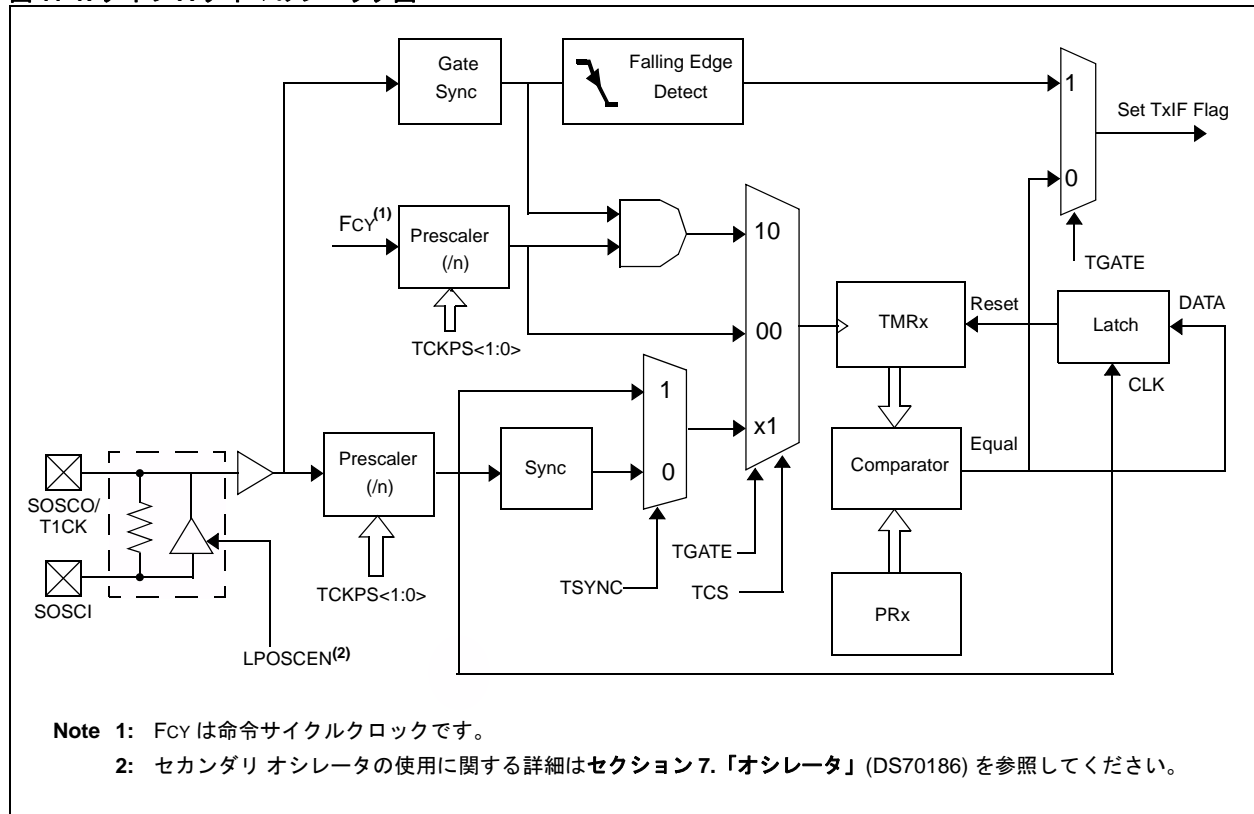 Gate
Sync
Falling Edge
Detect
1
Set TxIF Flag
0
TGATE
FCY(1)
Prescaler
(/n)
TCKPS<1:0>
10
00
x1
TMRx
Reset
Latch
DATA
CLK
1
0
Sync
Prescaler
(/n)
TCKPS<1:0>
SOSCO/
T1CK
SOSCI
LPOSCEN(2)
TSYNC
TGATE
TCS
Comparator
Equal
PRx
Note 1: FCY は命令サイクルクロックです。
2: セカンダリ オシレータの使用に関する詳細はセクション 7.「オシレータ」(DS70186) を参照してください。